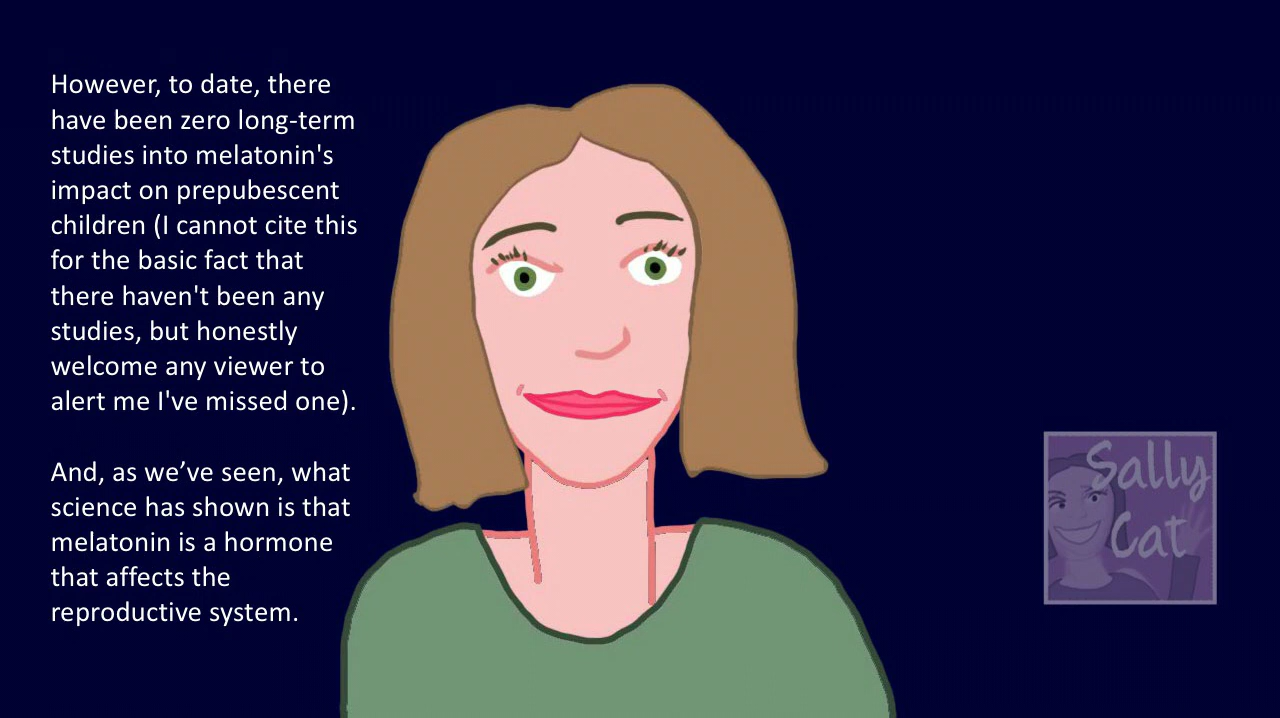 However, to date, there
have been zero long-term
studies into melatonin's
impact on prepubescent
children (I cannot cite this
for the basic fact that
there haven't been any
studies, but honestly
welcome any viewer to
alert me I've missed one).
And, as we’ve seen, what
science has shown is that
melatonin is a hormone
that affects the
reproductive system.
Sally
Cat